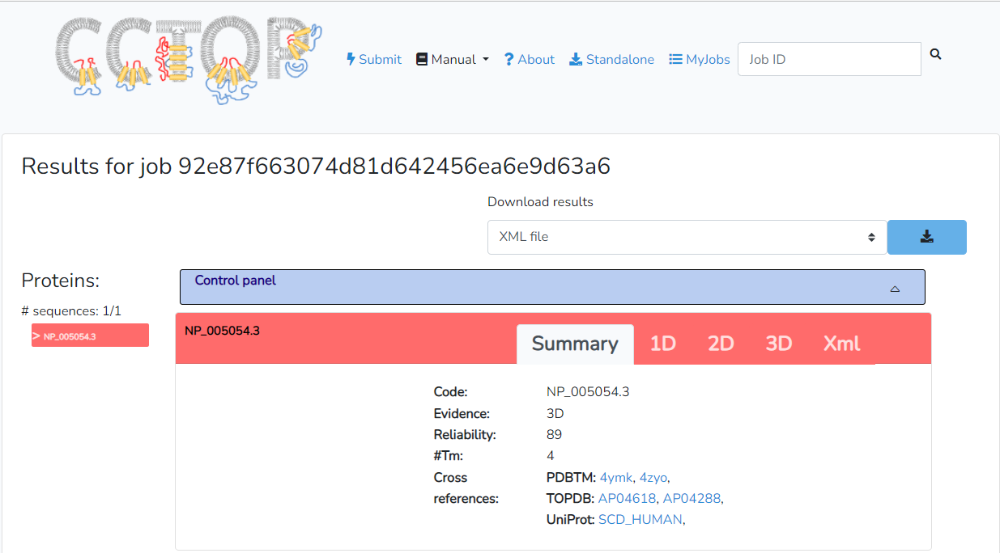 CCTOP
Submit Manual About Standalone MyJobs Job ID
Results for job 92e87f663074d81d642456ea6e9d63a6
Download results
XML file
Proteins:
# sequences: 1/1
> NP_005054.3
Control panel
NP_005054.3
Summary 1D 2D 3D Xml
Code: NP_005054.3
Evidence: 3D
Reliability: 89
#Tm: 4
Cross PDBTM: 4ymk, 4zyo,
references: TOPDB: AP04618, AP04288,
UniProt: SCD_HUMAN,